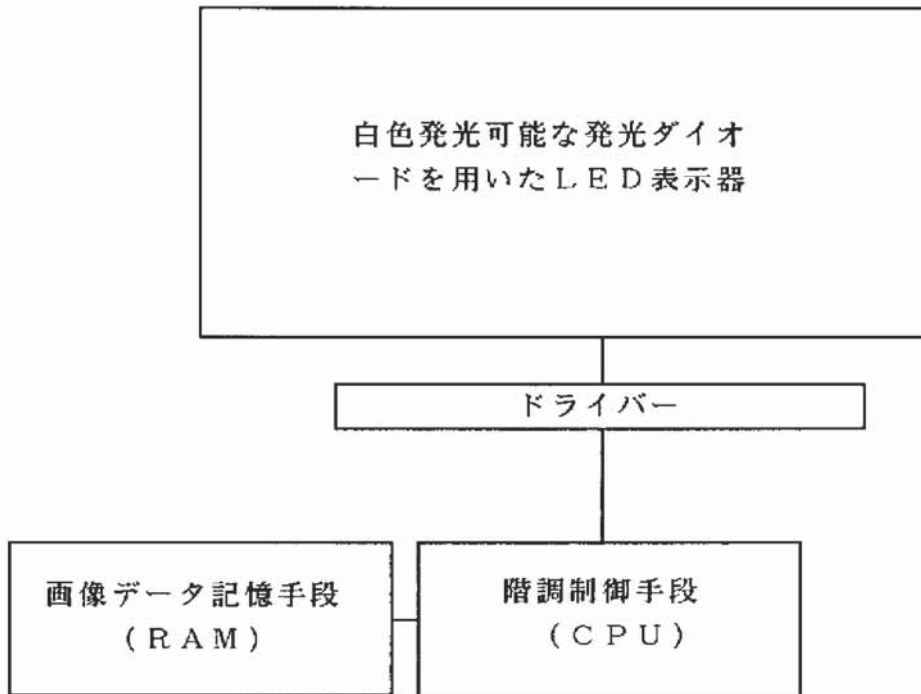 白色発光可能な発光ダイオ
ードを用いたＬＥＤ表示器
ドライバー
画像データ記憶手段
（ＲＡＭ）
階調制御手段
（ＣＰＵ）